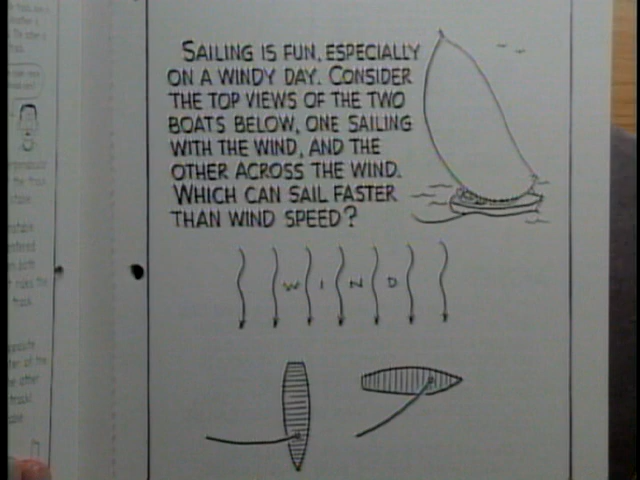 SAILING IS FUN, ESPECIALLY
ON A WINDY DAY. CONSIDER
THE TOP VIEWS OF THE TWO
BOATS BELOW, ONE SAILING
WITH THE WIND, AND THE
OTHER ACROSS THE WIND.
WHICH CAN SAIL FASTER
THAN WIND SPEED?
WIND